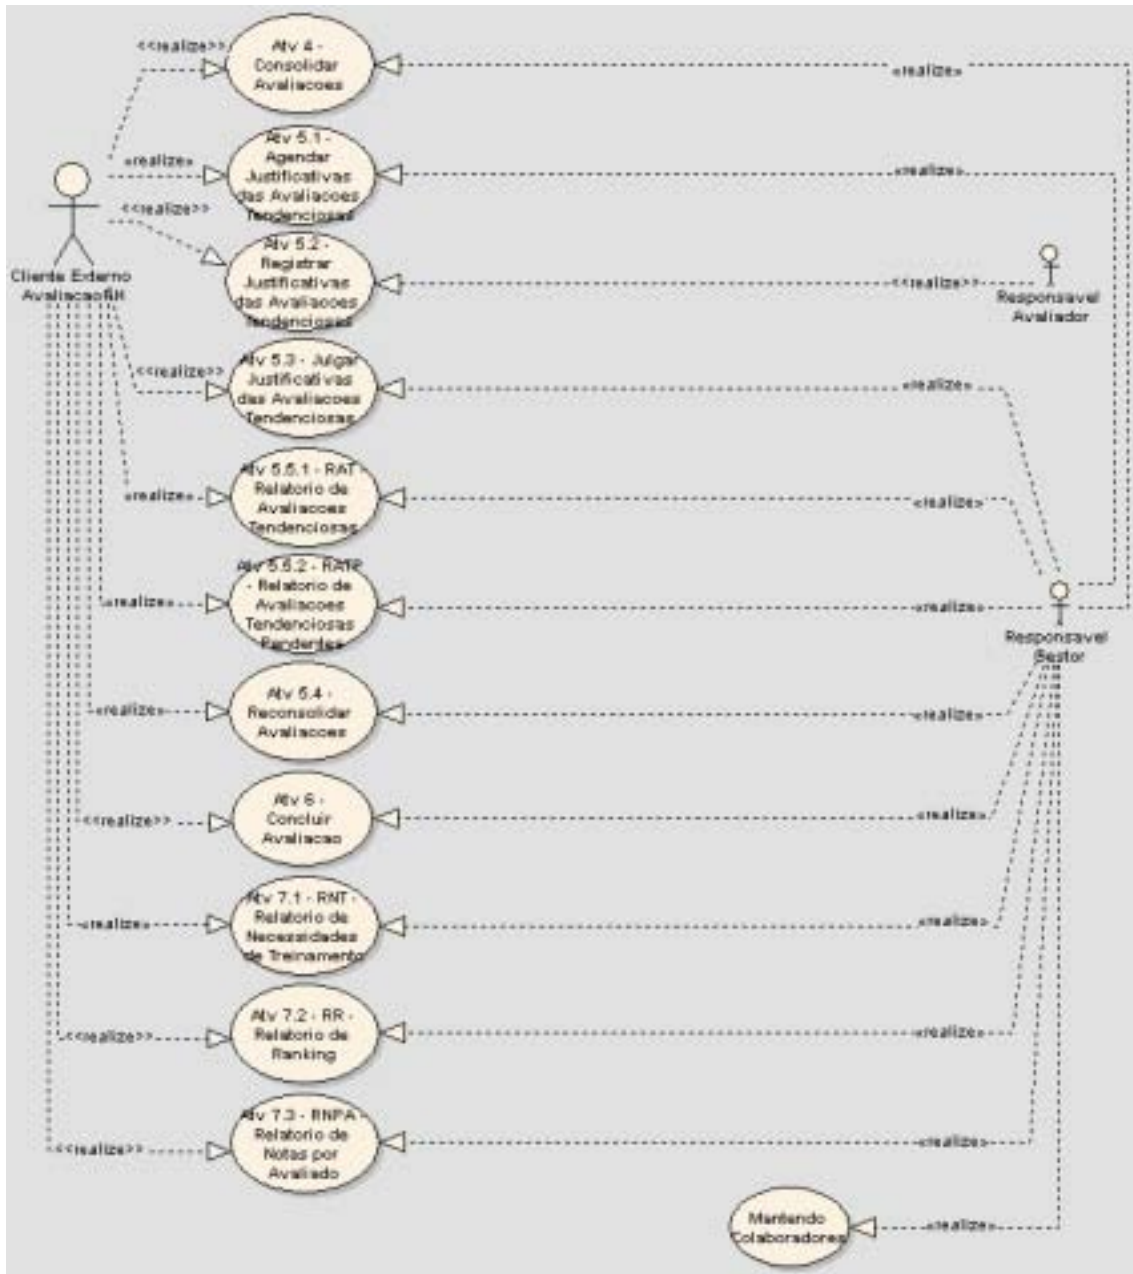 <<realize>>
Atv 4 -
Consolidar
Avaliacoes
«realize»
«realize»
Atv 5.1 -
Agendar
Justificativas
das Avaliacoes
Tendenciosas
«realize»
<<realize>>
Cliente Externo
Avaliacao
Atv 5.2 -
Registrar
Justificativas
das Avaliacoes
Tendenciosas
<<realize>>
Responsavel
Avaliador
<<realize>>
Atv 5.3 - Julgar
Justificativas
das Avaliacoes
Tendenciosas
«realize»
«realize»
Atv 5.5.1 - RAT -
Relatorio de
Avaliacoes
Tendenciosas
«realize»
«realize»
Atv 5.5.2 - RATP
- Relatorio de
Avaliacoes
Tendenciosas
Pendentes
«realize»
Responsavel
Gestor
«realize»
Atv 5.4 -
Reconsolidar
Avaliacoes
«realize»
<<realize>>
Atv 6 -
Concluir
Avaliacao
«realize»
«realize»
Atv 7.1 - RNT -
Relatorio de
Necessidades
de Treinamento
«realize»
<<realize>>
Atv 7.2 - RR -
Relatorio de
Ranking
«realize»
<<realize>>
Atv 7.3 - RNPA -
Relatorio de
Notas por
Avaliado
«realize»
Mantendo
Colaboradores
«realize»